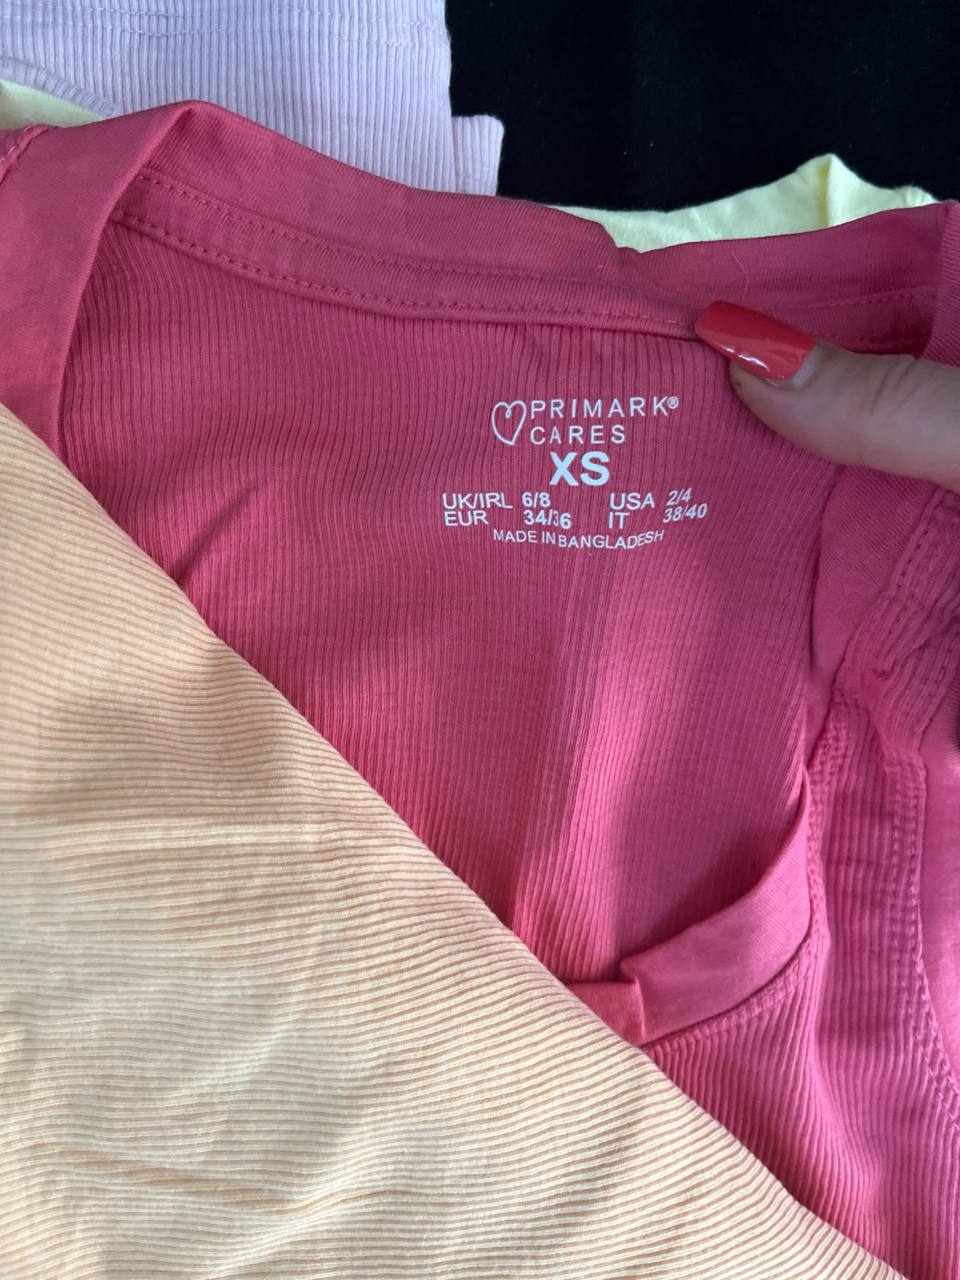 PRIMARK®
CARES
XS
UK/IRL 6/8 USA 2/4
EUR 34/36 IT 38/40
MADE IN BANGLADESH